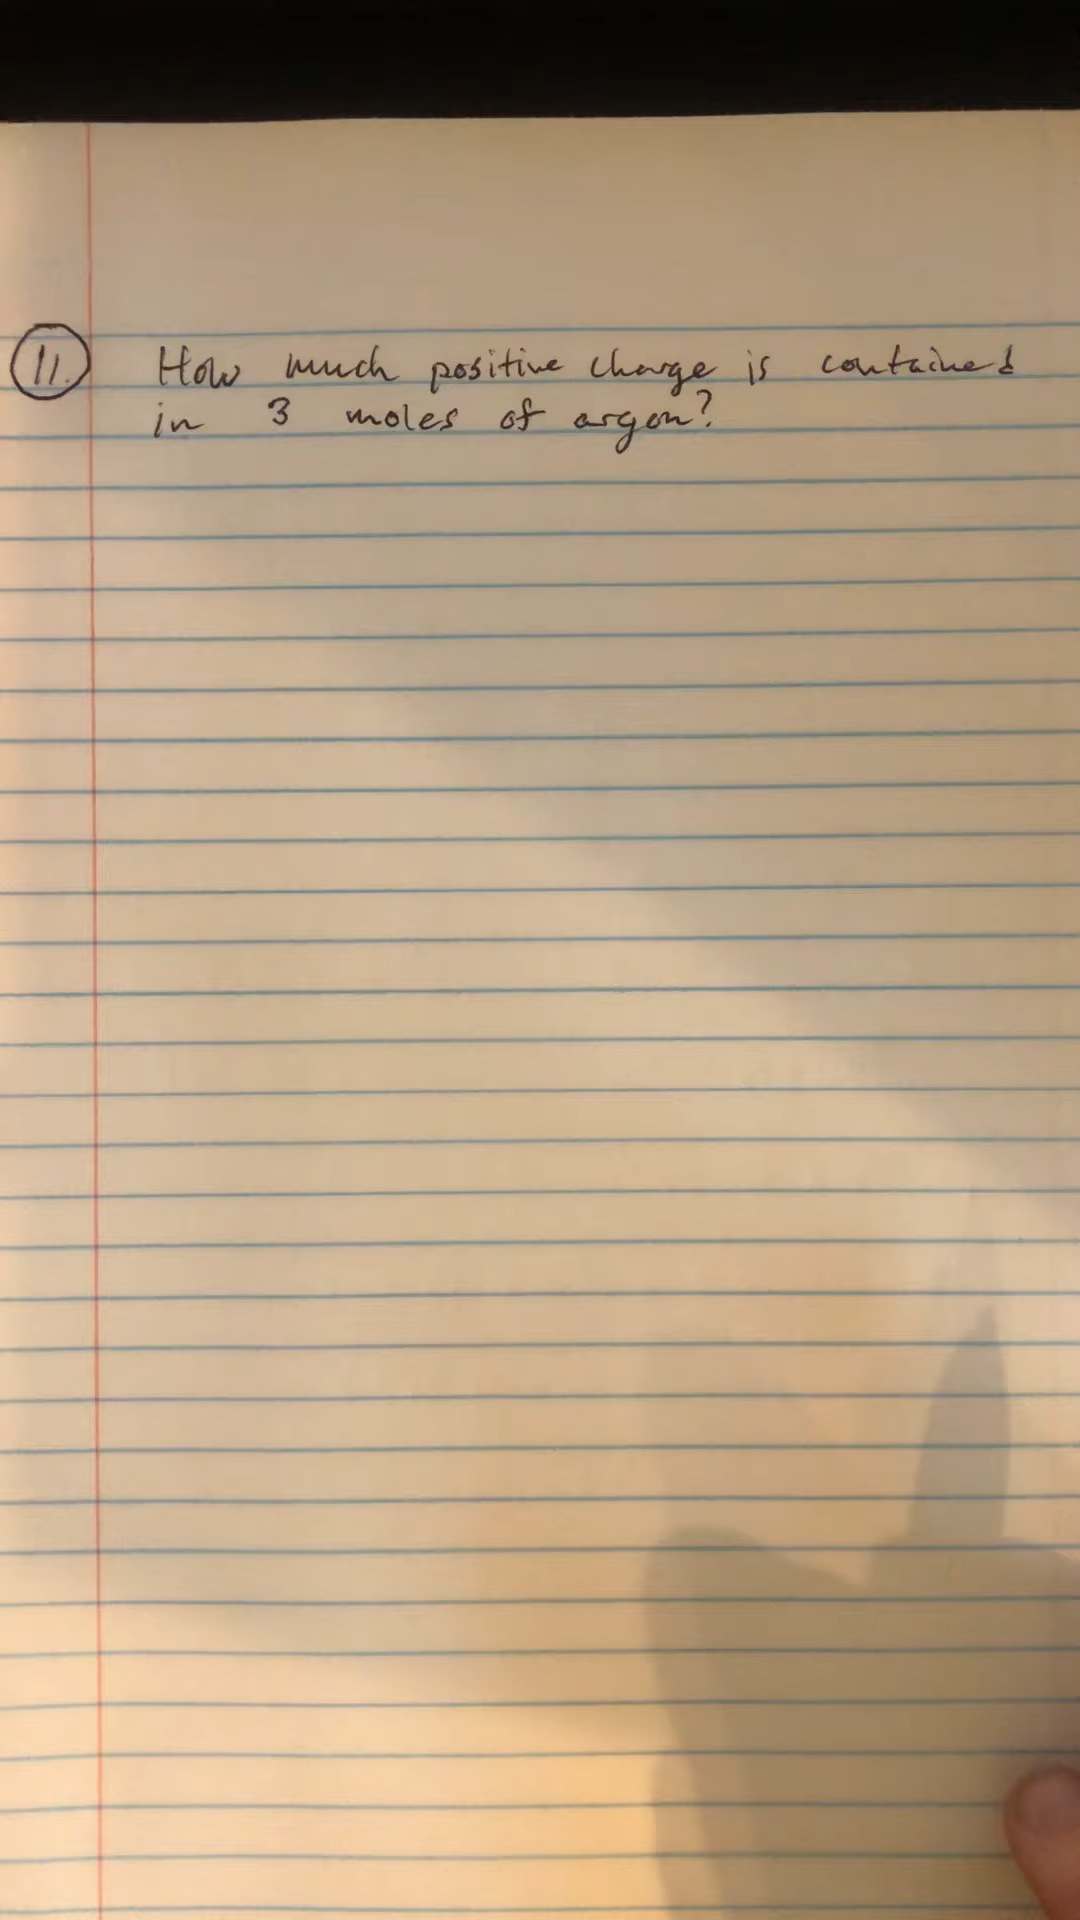 11. How much positive charge is contained
in 3 moles of argon?